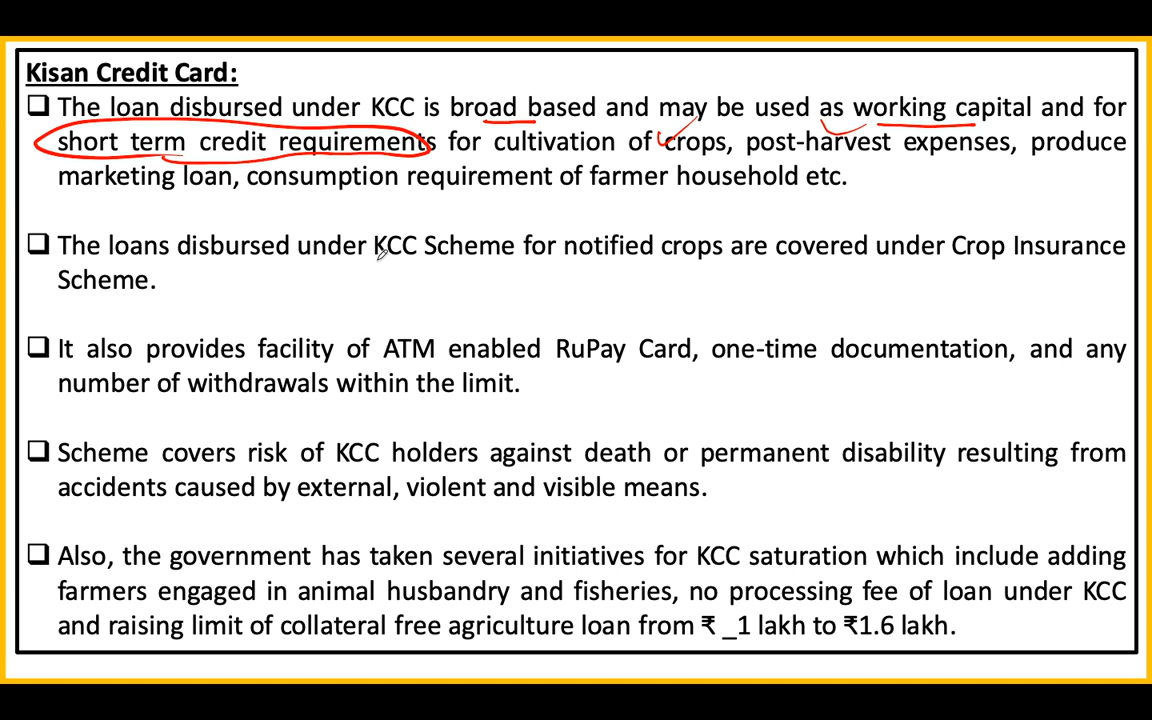 Kisan Credit Card:
❑ The loan disbursed under KCC is broad based and may be used as working capital and for
short term credit requirements for cultivation of crops, post-harvest expenses, produce
marketing loan, consumption requirement of farmer household etc.
❑ The loans disbursed under KCC Scheme for notified crops are covered under Crop Insurance
Scheme.
❑ It also provides facility of ATM enabled RuPay Card, one-time documentation, and any
number of withdrawals within the limit.
❑ Scheme covers risk of KCC holders against death or permanent disability resulting from
accidents caused by external, violent and visible means.
❑ Also, the government has taken several initiatives for KCC saturation which include adding
farmers engaged in animal husbandry and fisheries, no processing fee of loan under KCC
and raising limit of collateral free agriculture loan from ₹ _1 lakh to ₹1.6 lakh.